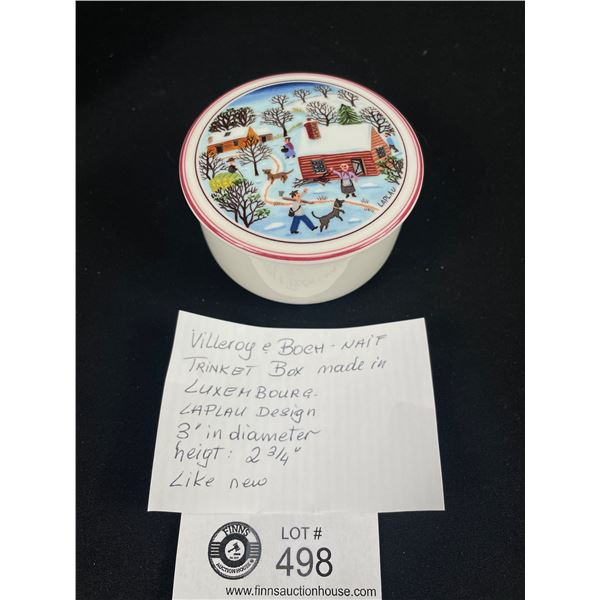 LAPLAU
Villeroy & BOCH - NAIF
TRINKET BOX made in
LUXEMBOURG.
LAPLAU Design
3" in diameter
heigt: 2 3/4"
Like new
FINNS
AUCTION HOUSE
LOT #
498
www.finnsauctionhouse.com